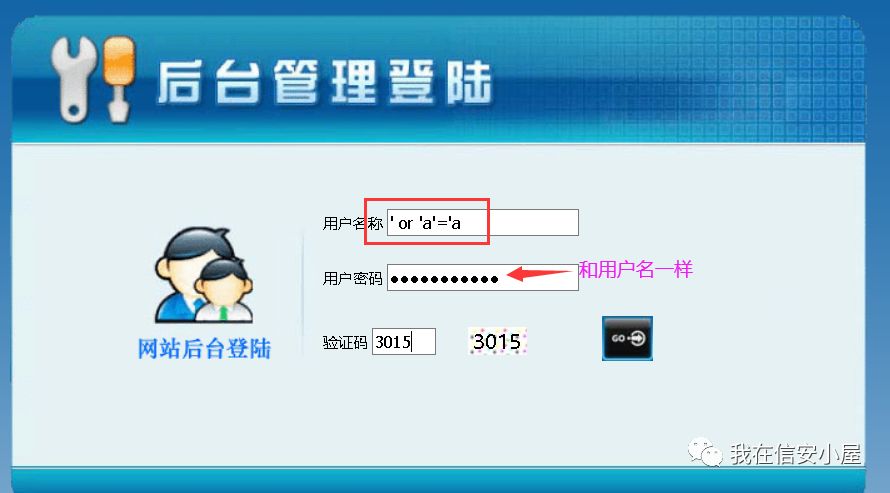 后台管理登陆
用户名称 ' or 'a'='a
用户密码 ●●●●●●●●●●● 和用户名一样
验证码 3015 3015 GO
网站后台登陆
我在信安小屋